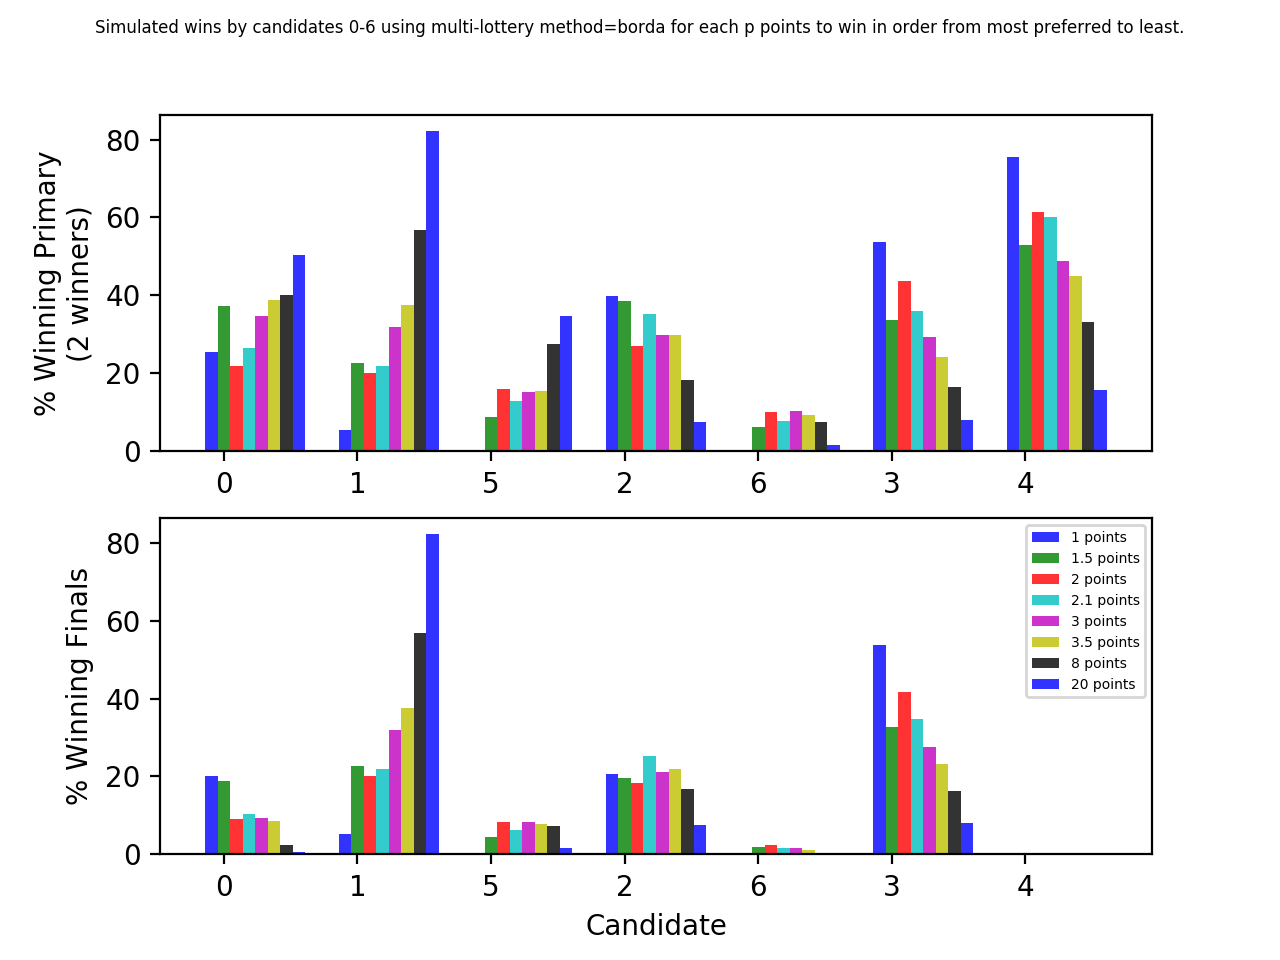 Simulated wins by candidates 0-6 using multi-lottery method=borda for each p points to win in order from most preferred to least.
% Winning Primary
(2 winners)
80
60
40
20
0
0 1 5 2 6 3 4
% Winning Finals
80
60
40
20
0
1 points
1.5 points
2 points
2.1 points
3 points
3.5 points
8 points
20 points
0 1 5 2 6 3 4
Candidate